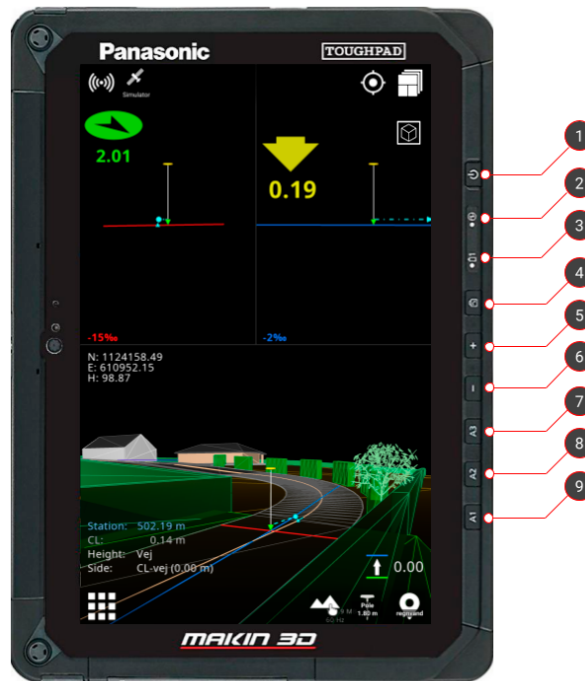 Panasonic
TOUGHPAD
Simulator
2.01
0.19
-15‰
-2‰
N: 1124158.49
E: 610952.15
H: 98.87
Station: 502.19 m
CL: 0.14 m
Height: Vej
Side: CL-vej (0.00 m)
0.00
Pole
1.80 m
60 Hz
MAKIN 3D
1
2
3
4
5
6
7
8
9
A3
A2
A1